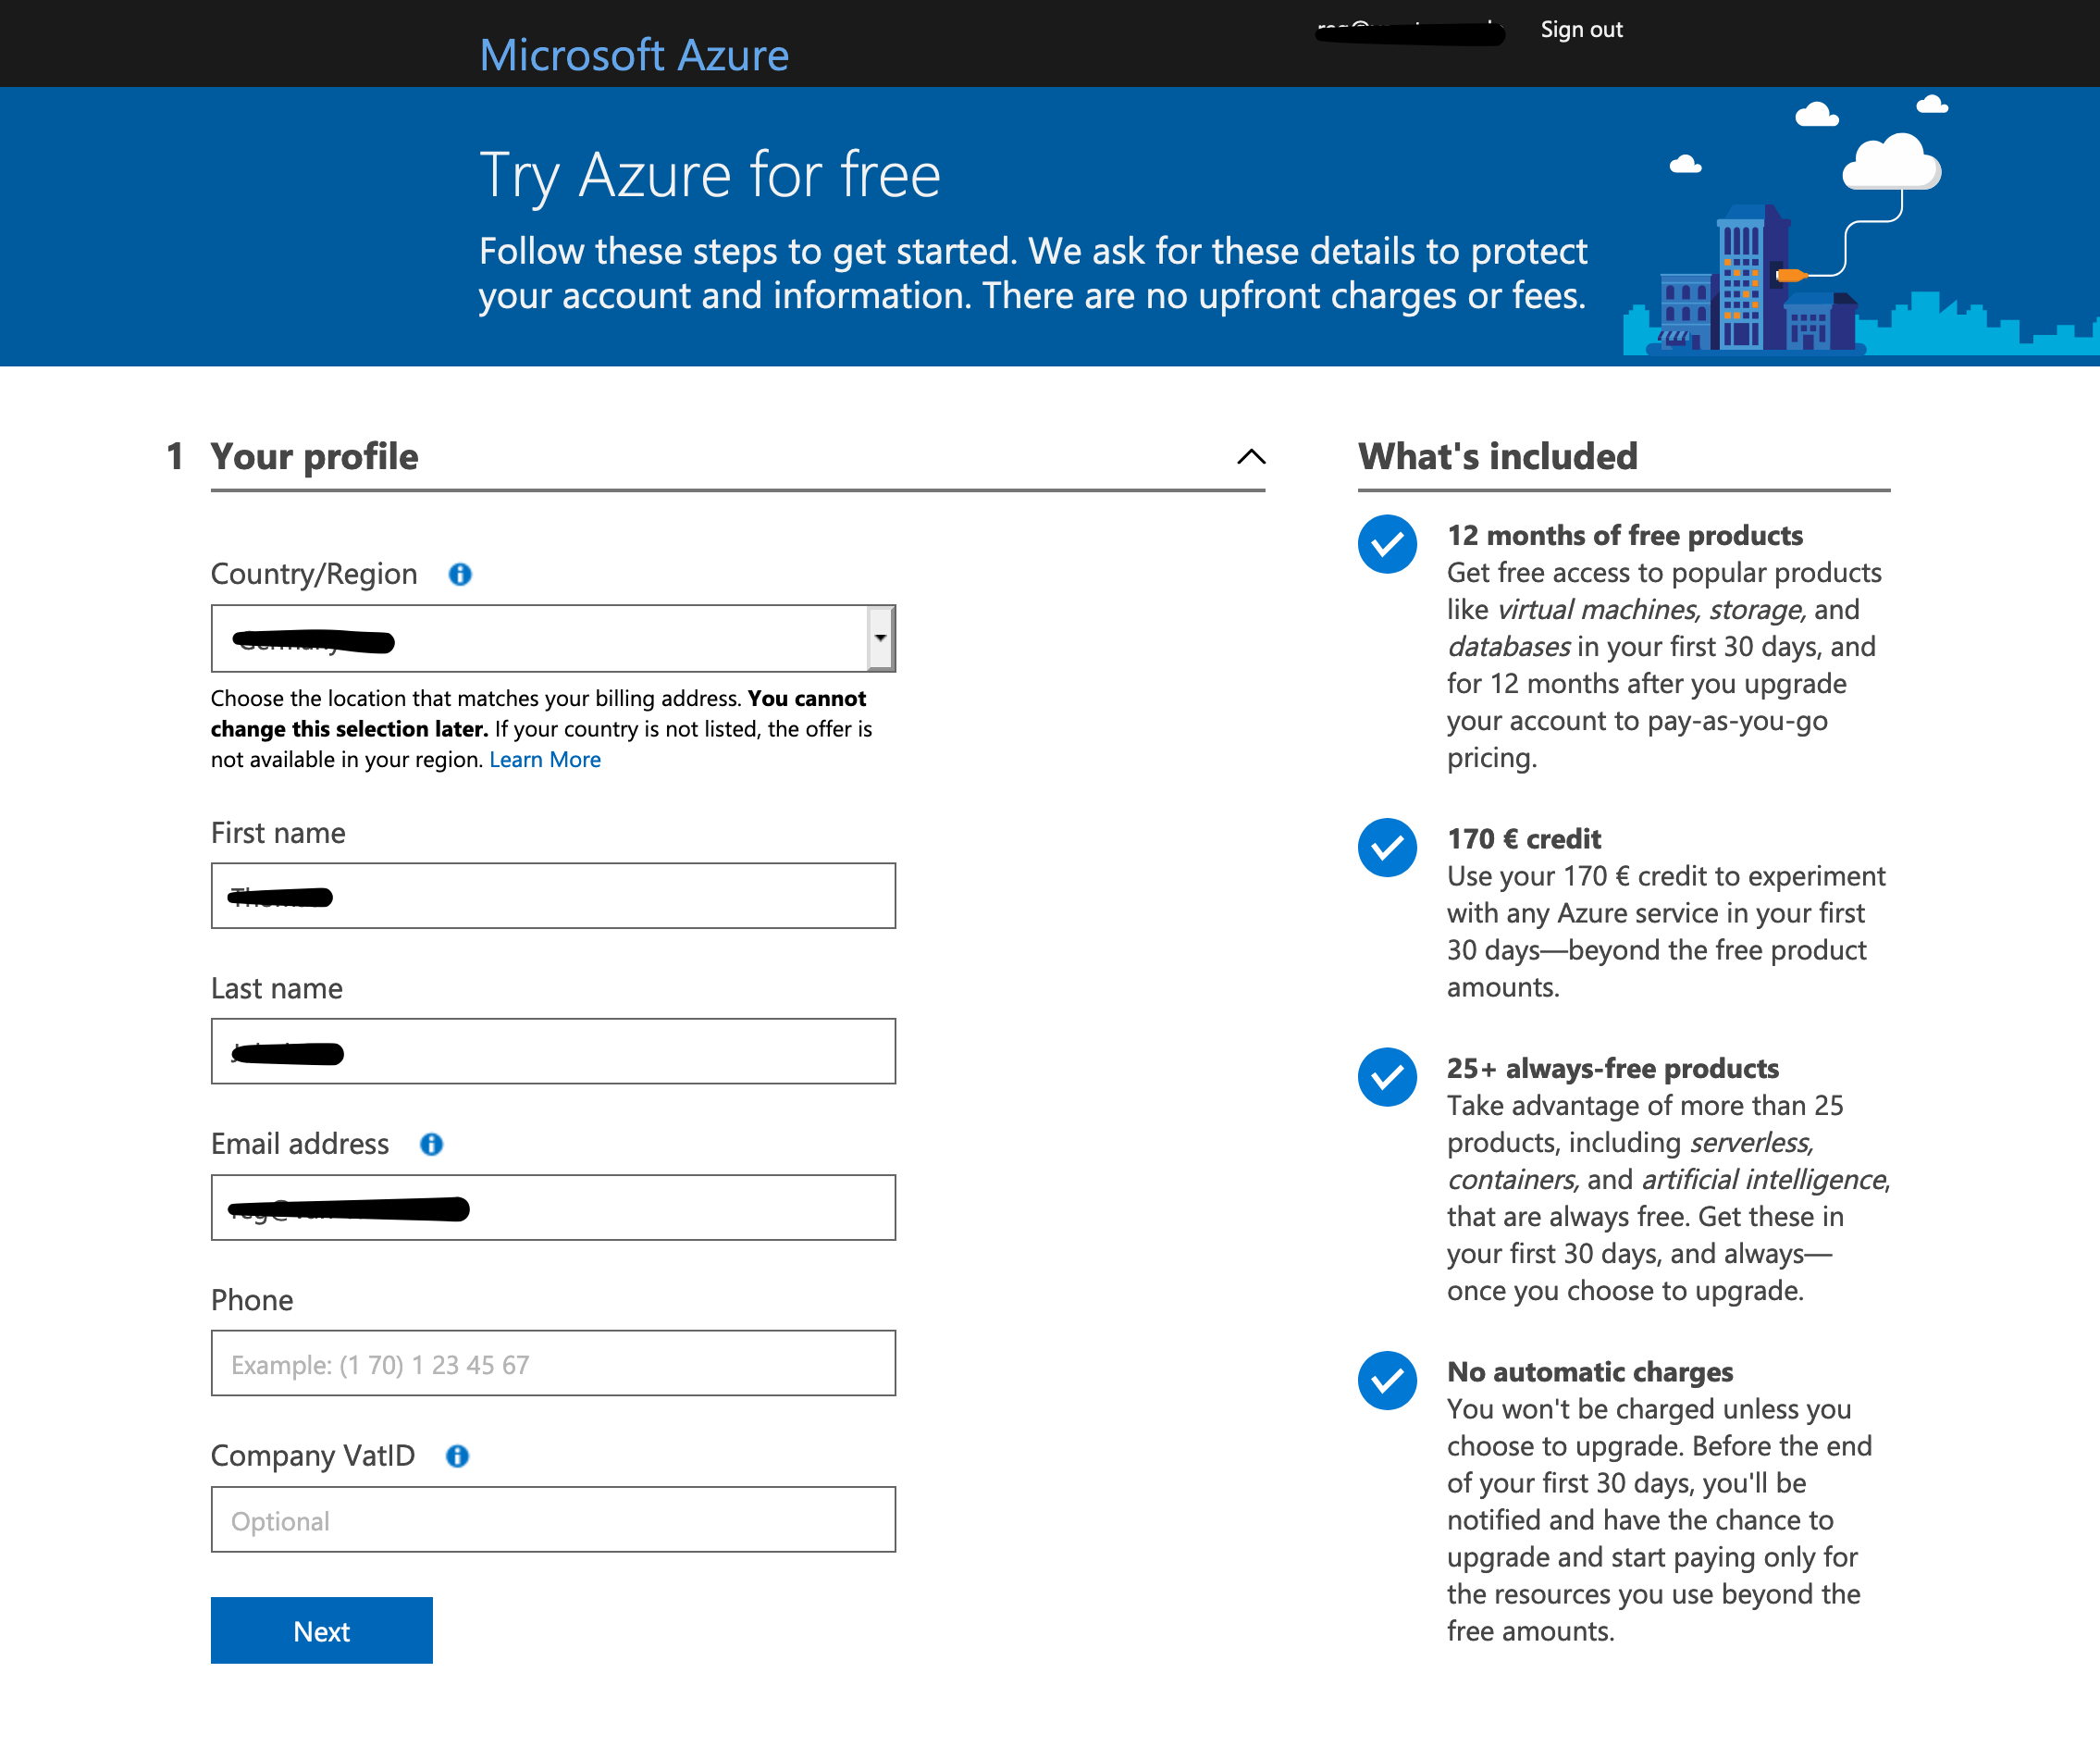 Microsoft Azure
Sign out
Try Azure for free
Follow these steps to get started. We ask for these details to protect
your account and information. There are no upfront charges or fees.
1 Your profile
Country/Region
Choose the location that matches your billing address. You cannot
change this selection later. If your country is not listed, the offer is
not available in your region. Learn More
First name
Last name
Email address
Phone
Example: (1 70) 1 23 45 67
Company VatID
Optional
Next
What's included
12 months of free products
Get free access to popular products
like virtual machines, storage, and
databases in your first 30 days, and
for 12 months after you upgrade
your account to pay-as-you-go
pricing.
170 € credit
Use your 170 € credit to experiment
with any Azure service in your first
30 days—beyond the free product
amounts.
25+ always-free products
Take advantage of more than 25
products, including serverless,
containers, and artificial intelligence,
that are always free. Get these in
your first 30 days, and always—
once you choose to upgrade.
No automatic charges
You won't be charged unless you
choose to upgrade. Before the end
of your first 30 days, you'll be
notified and have the chance to
upgrade and start paying only for
the resources you use beyond the
free amounts.